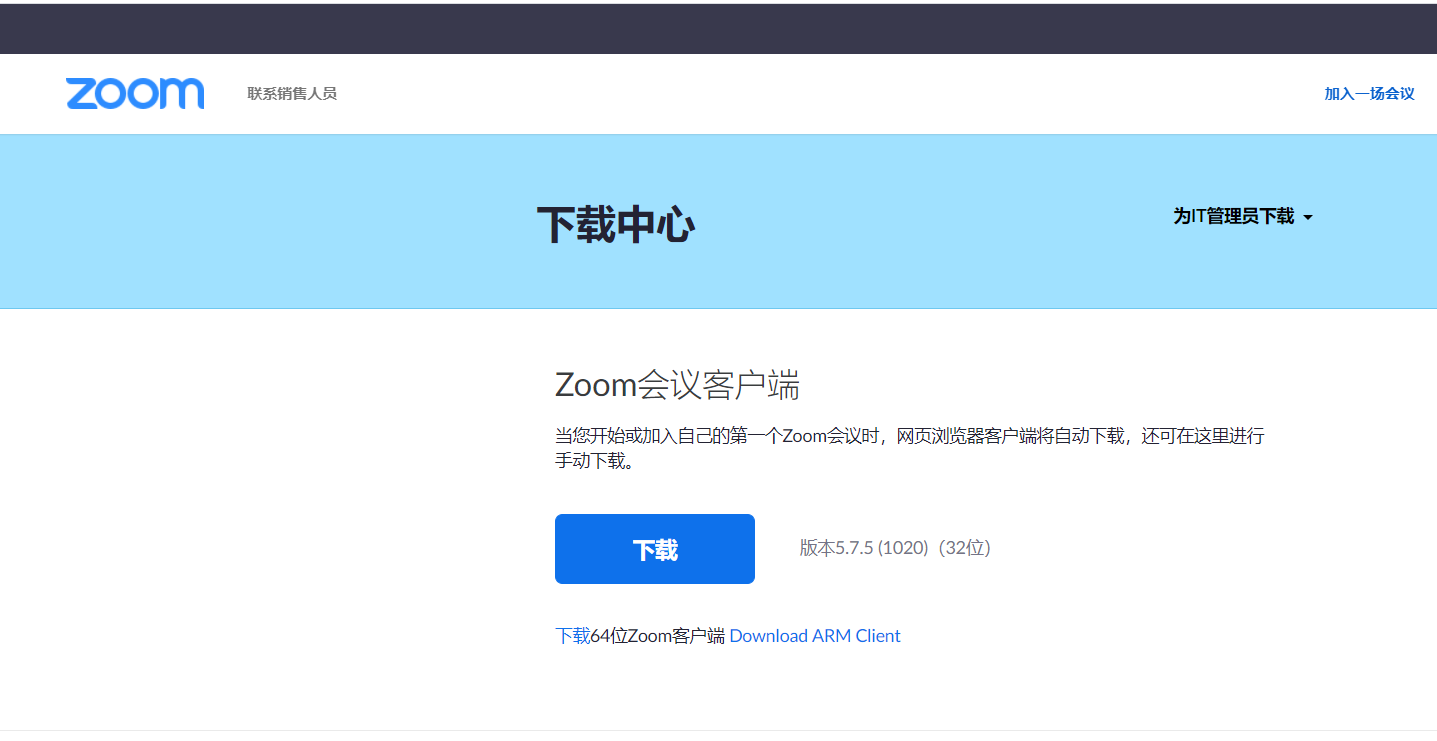 zoom
联系销售人员
加入一场会议
下载中心
为IT管理员下载
Zoom会议客户端
当您开始或加入自己的第一个Zoom会议时，网页浏览器客户端将自动下载，还可在这里进行
手动下载。
下载
版本5.7.5 (1020)（32位）
下载64位Zoom客户端 Download ARM Client